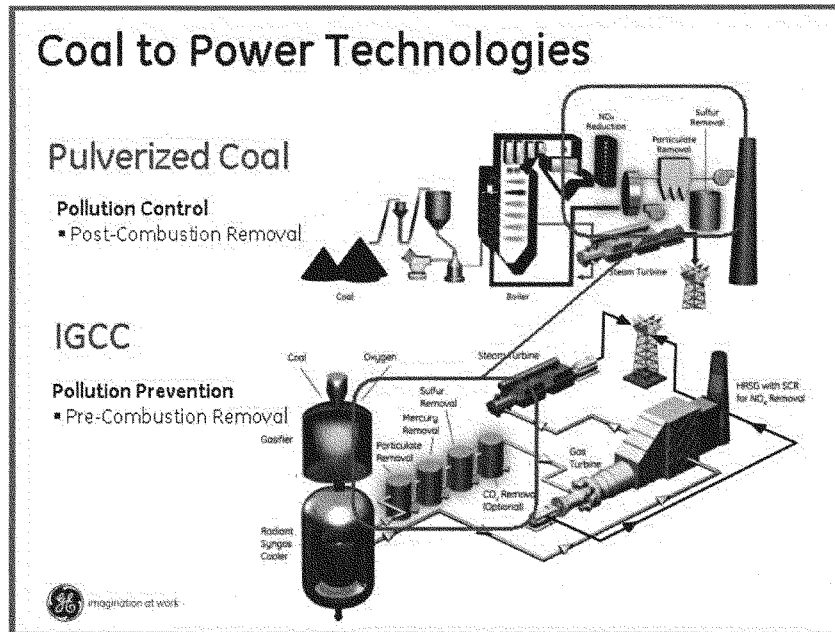 Coal to Power Technologies
Pulverized Coal
Pollution Control
▪ Post-Combustion Removal
NOx
Reduction
Sulfur
Removal
Particulate
Removal
Coal
Boiler
Steam Turbine
IGCC
Pollution Prevention
▪ Pre-Combustion Removal
Coal
Oxygen
Steam Turbine
Sulfur
Removal
Mercury
Removal
Particulate
Removal
Gasifier
HRSG with SCR
for NOx Removal
Gas
Turbine
CO2 Removal
(Optional)
Radiant
Syngas
Cooler
GE
imagination at work